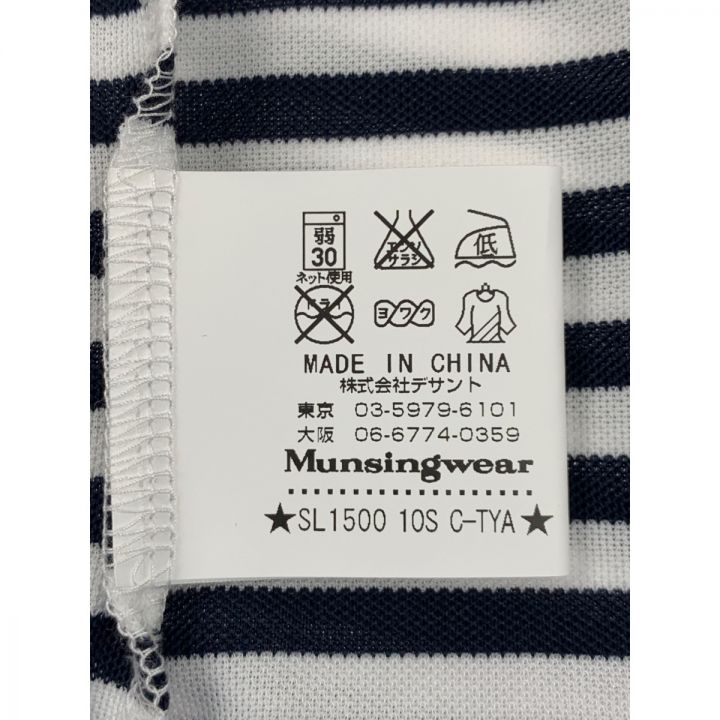 弱
30
ネット使用
エンソ
サラシ
低
ドライ
ヨワク
MADE IN CHINA
株式会社デサント
東京 03-5979-6101
大阪 06-6774-0359
Munsingwear
★SL1500 10S C-TYA★